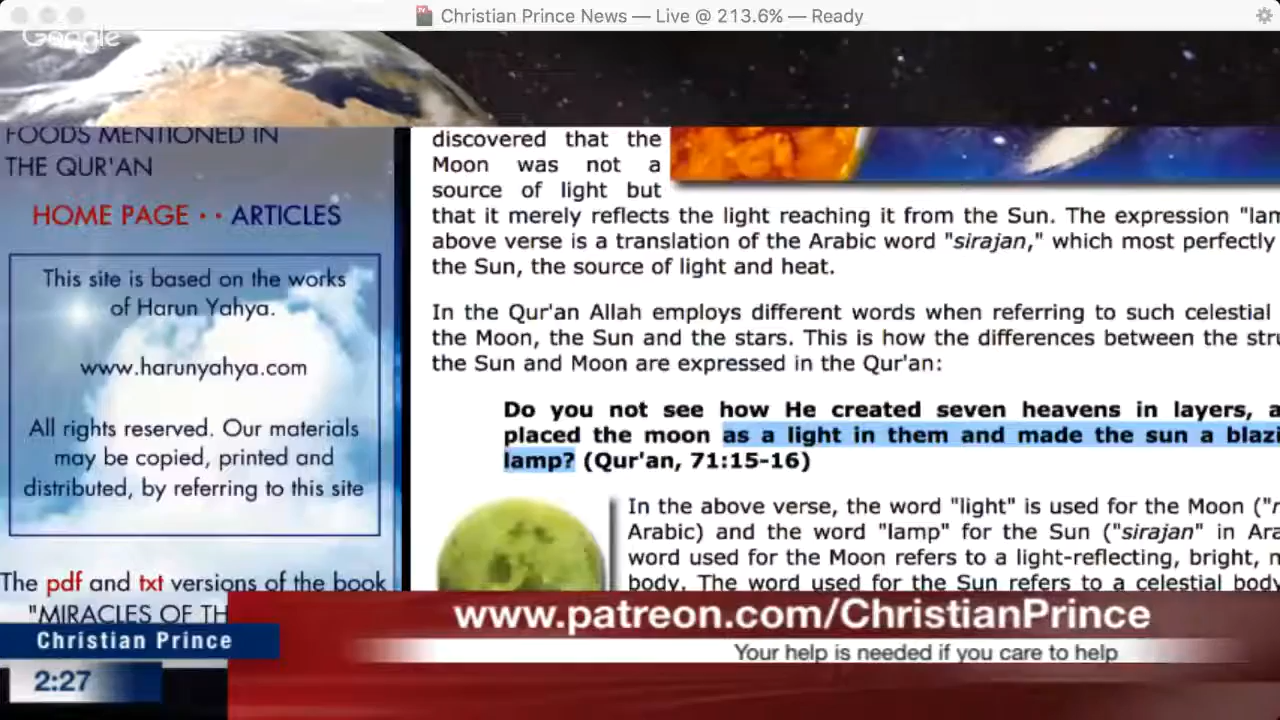 Christian Prince News — Live @ 213.6% — Ready
Google
FOODS MENTIONED IN
THE QUR'AN
HOME PAGE •• ARTICLES
This site is based on the works
of Harun Yahya.
www.harunyahya.com
All rights reserved. Our materials
may be copied, printed and
distributed, by referring to this site
The pdf and txt versions of the book
"MIRACLES OF TH
discovered that the
Moon was not a
source of light but
that it merely reflects the light reaching it from the Sun. The expression "lam
above verse is a translation of the Arabic word "sirajan," which most perfectly
the Sun, the source of light and heat.
In the Qur'an Allah employs different words when referring to such celestial
the Moon, the Sun and the stars. This is how the differences between the stru
the Sun and Moon are expressed in the Qur'an:
Do you not see how He created seven heavens in layers, a
placed the moon as a light in them and made the sun a blazi
lamp? (Qur'an, 71:15-16)
In the above verse, the word "light" is used for the Moon ("n
Arabic) and the word "lamp" for the Sun ("sirajan" in Ara
word used for the Moon refers to a light-reflecting, bright, m
body. The word used for the Sun refers to a celestial body
www.patreon.com/ChristianPrince
Your help is needed if you care to help
Christian Prince
2:27